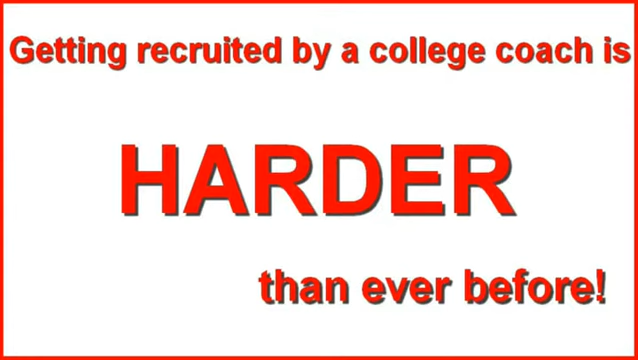 Getting recruited by a college coach is
HARDER
than ever before!